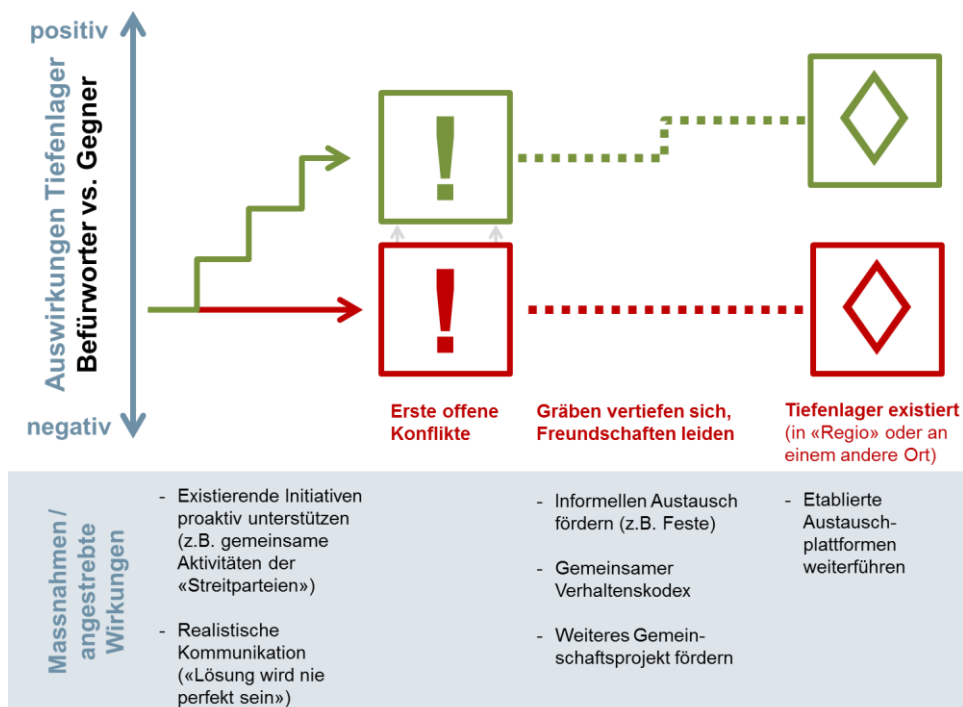 positiv
Auswirkungen Tiefenlager
Befürworter vs. Gegner
negativ
!
!
Erste offene
Konflikte
Gräben vertiefen sich,
Freundschaften leiden
Tiefenlager existiert
(in «Regio» oder an
einem andere Ort)
Massnahmen /
angestrebte
Wirkungen
- Existierende Initiativen
proaktiv unterstützen
(z.B. gemeinsame
Aktivitäten der
«Streitparteien»)
- Realistische
Kommunikation
(«Lösung wird nie
perfekt sein»)
- Informellen Austausch
fördern (z.B. Feste)
- Gemeinsamer
Verhaltenskodex
- Weiteres Gemein-
schaftsprojekt fördern
- Etablierte
Austausch-
plattformen
weiterführen